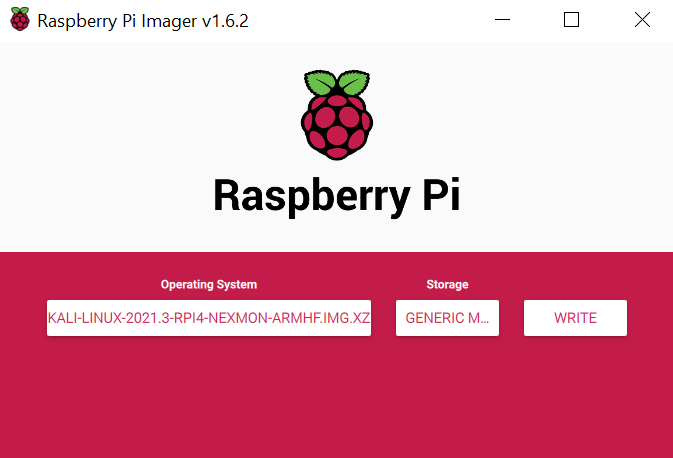 Raspberry Pi Imager v1.6.2
Raspberry Pi
Operating System
Storage
KALI-LINUX-2021.3-RPI4-NEXMON-ARMHF.IMG.XZ
GENERIC M...
WRITE